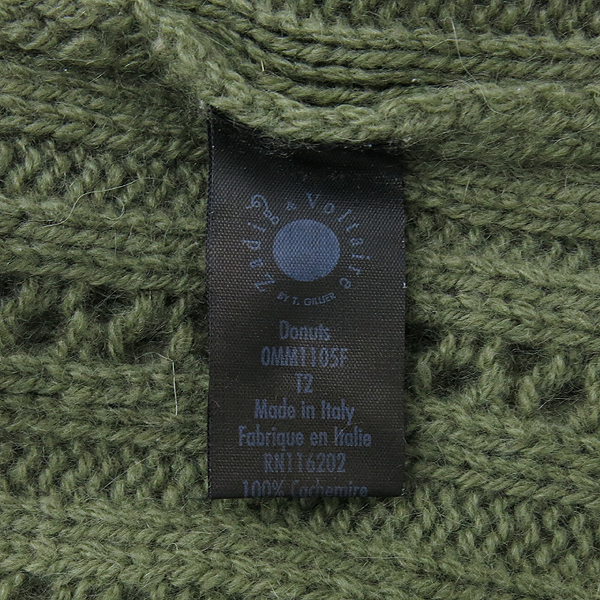 Zadig & Voltaire
BY T. GILLIER
Donuts
0MM1105F
T2
Made in Italy
Fabrique en Italie
RN116202
100% Cachemire